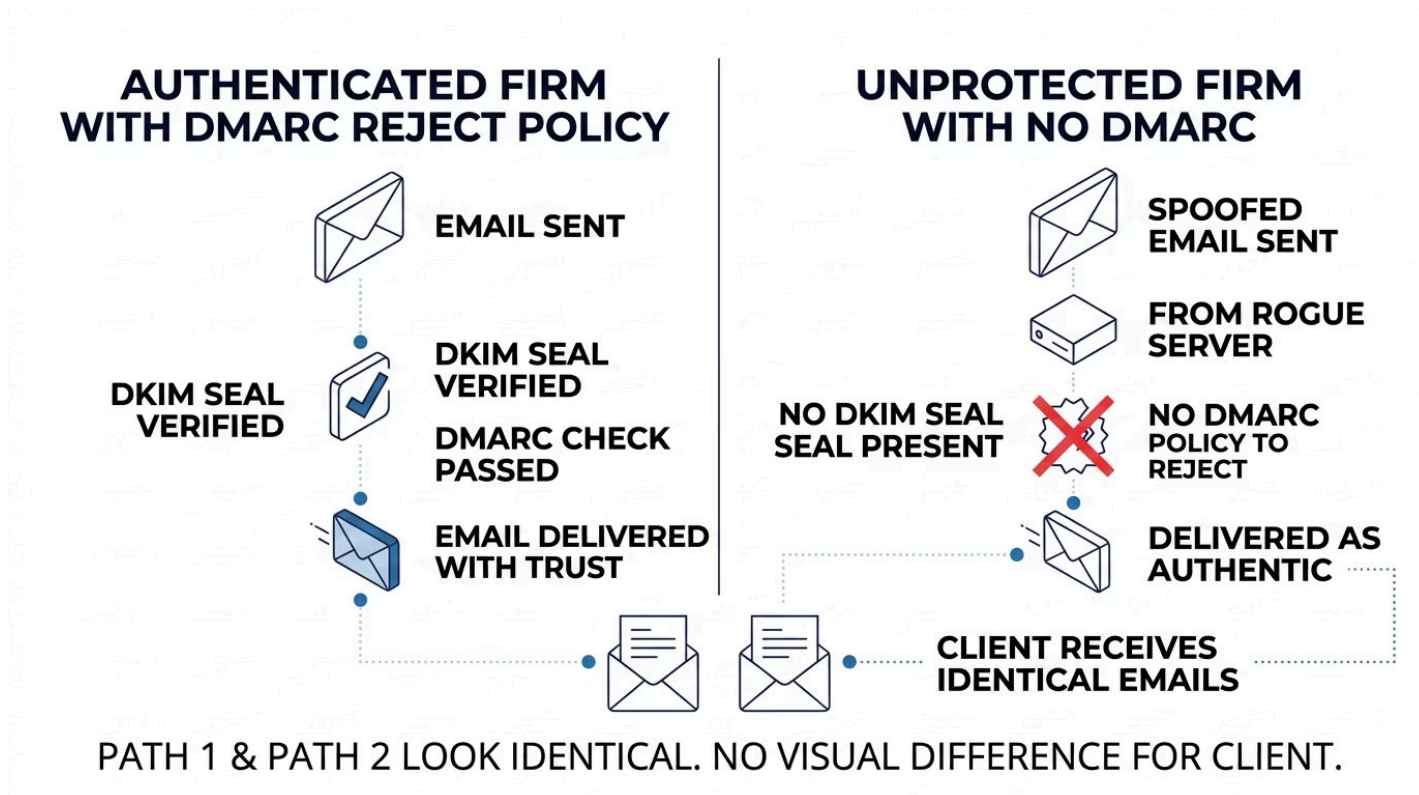 AUTHENTICATED FIRM
WITH DMARC REJECT POLICY
EMAIL SENT
DKIM SEAL
VERIFIED
DKIM SEAL
VERIFIED
DMARC CHECK
PASSED
EMAIL DELIVERED
WITH TRUST
UNPROTECTED FIRM
WITH NO DMARC
SPOOFED
EMAIL SENT
FROM ROGUE
SERVER
NO DKIM SEAL
SEAL PRESENT
NO DMARC
POLICY TO
REJECT
DELIVERED AS
AUTHENTIC
CLIENT RECEIVES
IDENTICAL EMAILS
PATH 1 & PATH 2 LOOK IDENTICAL. NO VISUAL DIFFERENCE FOR CLIENT.